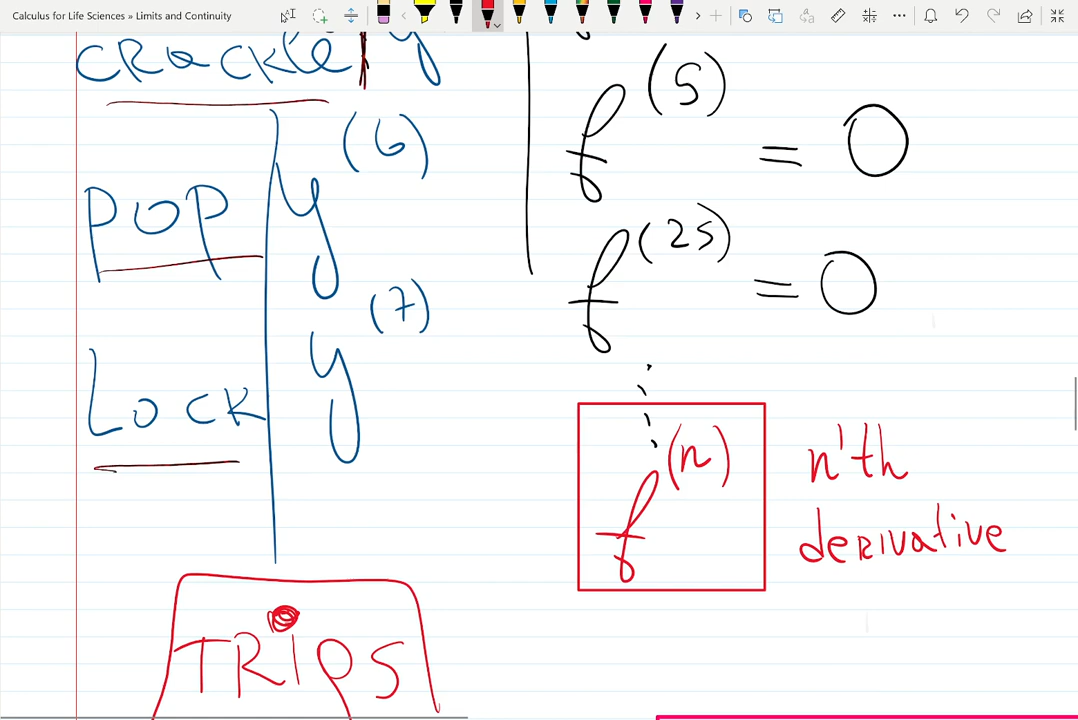 Calculus for Life Sciences » Limits and Continuity
CRackle y
POP y (6)
Lock y (7)
TRiPS
f (5) = 0
f (25) = 0
f (n) n'th
deRivative